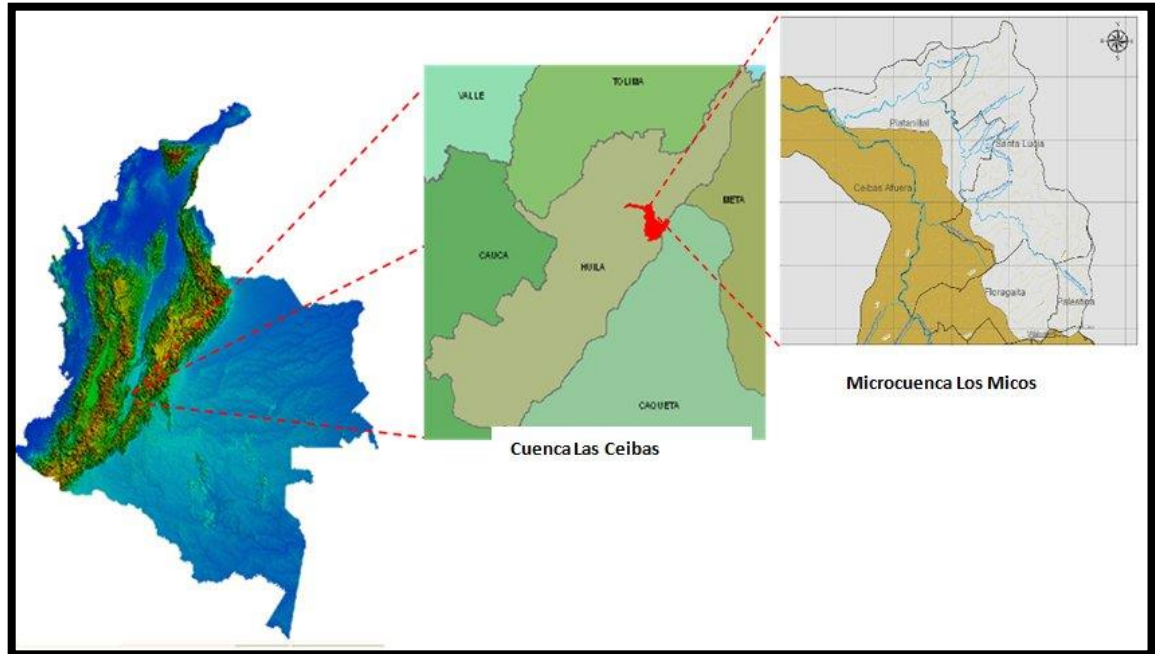 VALLE
TOLIMA
META
CAUCA
HUILA
CAQUETA
Cuenca Las Ceibas
Platanillal
Santa Lucia
Ceibas Afuera
Floragaita
Palestina
Microcuenca Los Micos